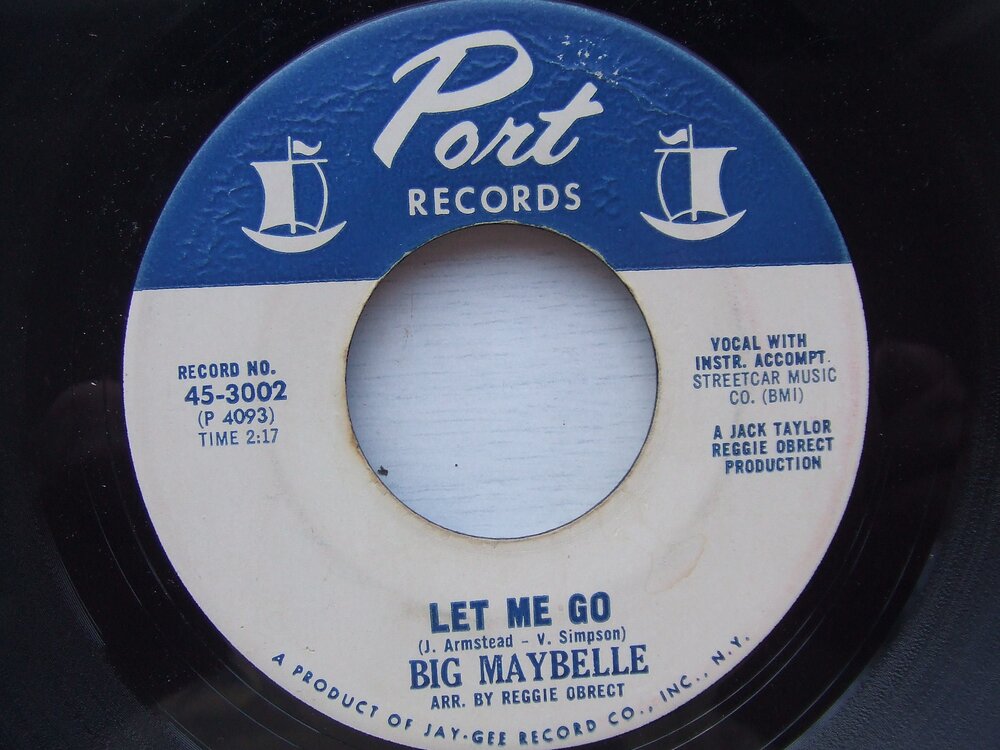 Port
RECORDS
RECORD NO.
45-3002
(P 4093)
TIME 2:17
VOCAL WITH
INSTR. ACCOMPT.
STREETCAR MUSIC
CO. (BMI)
A JACK TAYLOR
REGGIE OBRECT
PRODUCTION
LET ME GO
(J. Armstead - V. Simpson)
BIG MAYBELLE
ARR. BY REGGIE OBRECT
A PRODUCT OF JAY-GEE RECORD CO., INC., N.Y.